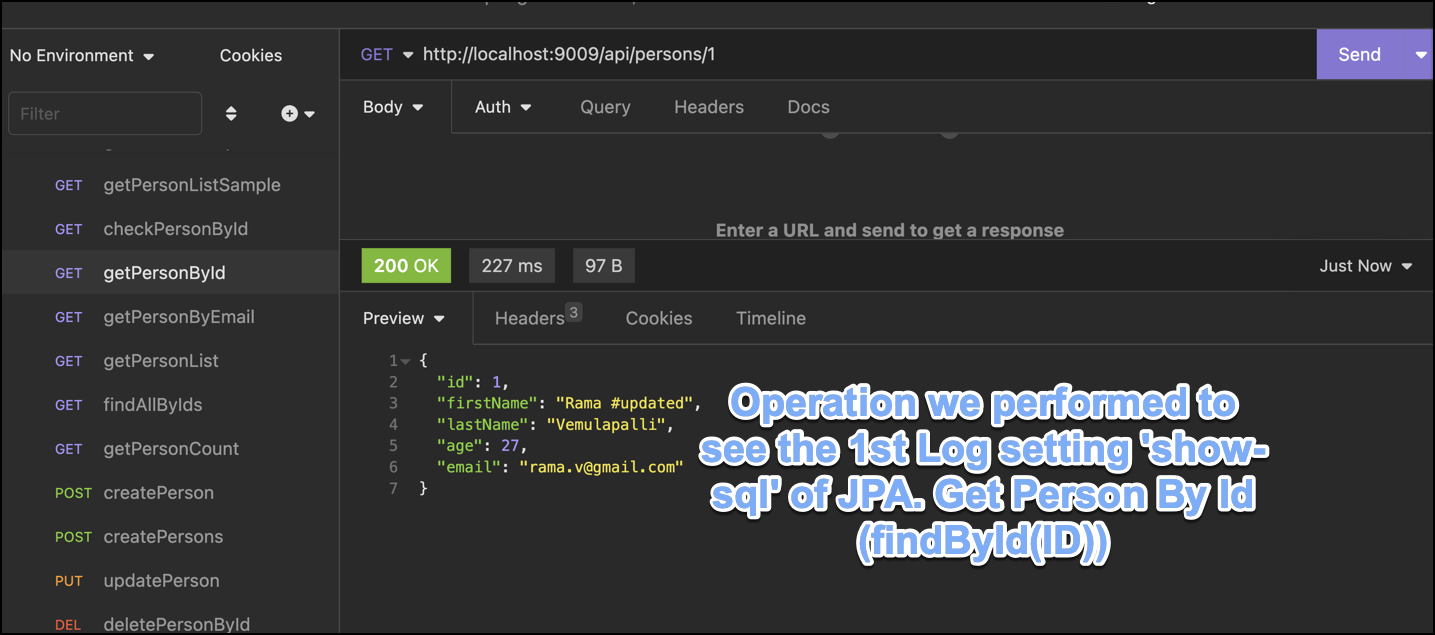 No Environment
Cookies
GET http://localhost:9009/api/persons/1
Send
Filter
Body
Auth
Query
Headers
Docs
GET getPersonListSample
GET checkPersonById
GET getPersonById
GET getPersonByEmail
GET getPersonList
GET findAllByIds
GET getPersonCount
POST createPerson
POST createPersons
PUT updatePerson
DEL deletePersonById
Enter a URL and send to get a response
200 OK
227 ms
97 B
Just Now
Preview
Headers 3
Cookies
Timeline
1 {
2 "id": 1,
3 "firstName": "Rama #updated",
4 "lastName": "Vemulapalli",
5 "age": 27,
6 "email": "rama.v@gmail.com"
7 }
Operation we performed to
see the 1st Log setting 'show-
sql' of JPA. Get Person By Id
(findById(ID))